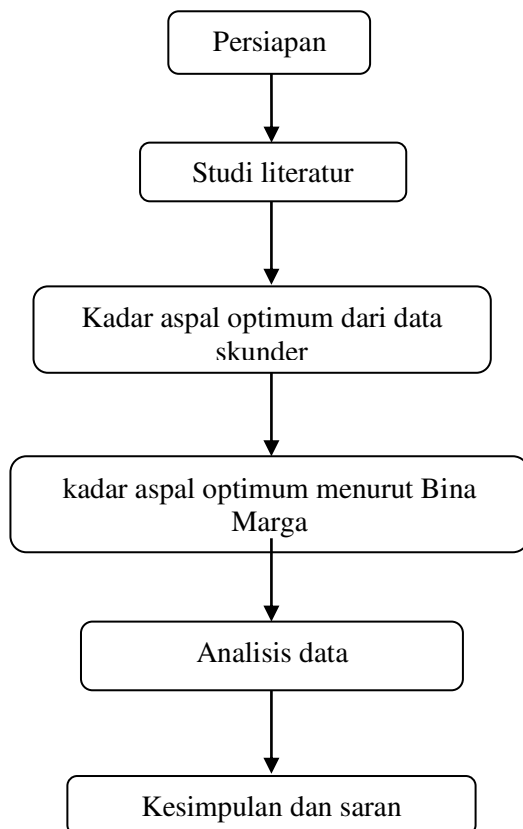 Persiapan
Studi literatur
Kadar aspal optimum dari data
skunder
kadar aspal optimum menurut Bina
Marga
Analisis data
Kesimpulan dan saran